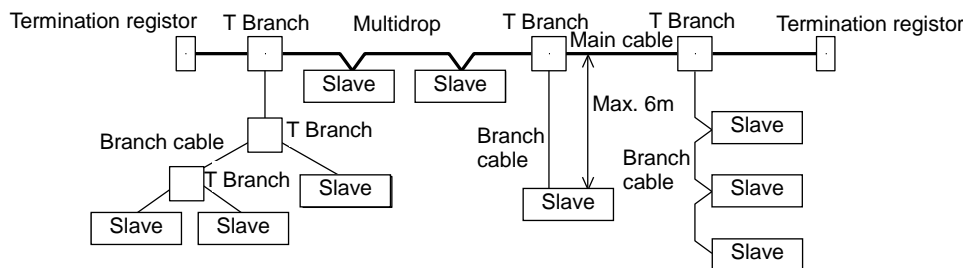 Termination registor
T Branch
Multidrop
T Branch
T Branch
Termination registor
Main cable
Slave
Slave
Max. 6m
T Branch
Slave
Branch cable
Branch
cable
Branch
cable
T Branch
Slave
Slave
Slave
Slave
Slave
Slave